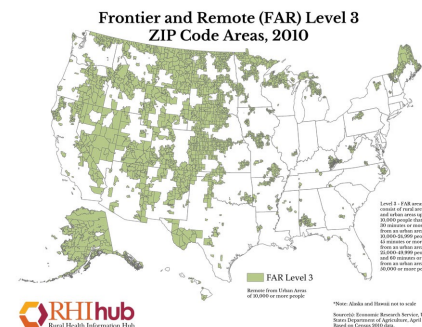 Frontier and Remote (FAR) Level 3
ZIP Code Areas, 2010
Level 3 - FAR areas
consist of rural are
and urban areas up
10,000 people that
30 minutes or more
from an urban are
10,000-24,999 peo
45 minutes or more
from an urban are
25,000-49,999 peo
and 60 minutes or
from an urban are
50,000 or more pe
FAR Level 3
Remote from Urban Areas
of 10,000 or more people
RHIhub
Rural Health Information Hub
*Note: Alaska and Hawaii not to scale
Source(s): Economic Research Service,
States Department of Agriculture, April
Based on Census 2010 data.